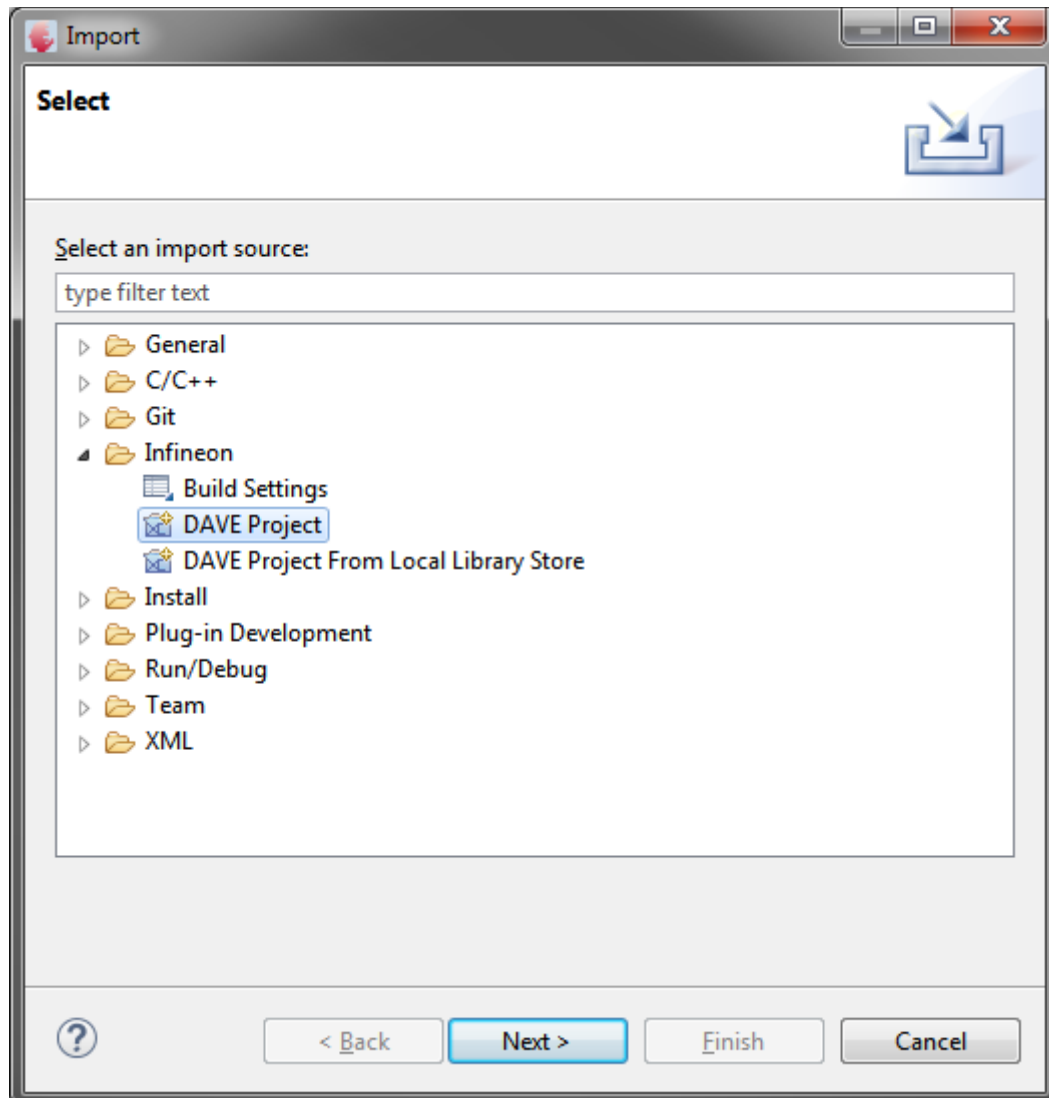 Import
Select
Select an import source:
type filter text
General
C/C++
Git
Infineon
Build Settings
DAVE Project
DAVE Project From Local Library Store
Install
Plug-in Development
Run/Debug
Team
XML
? < Back Next > Finish Cancel